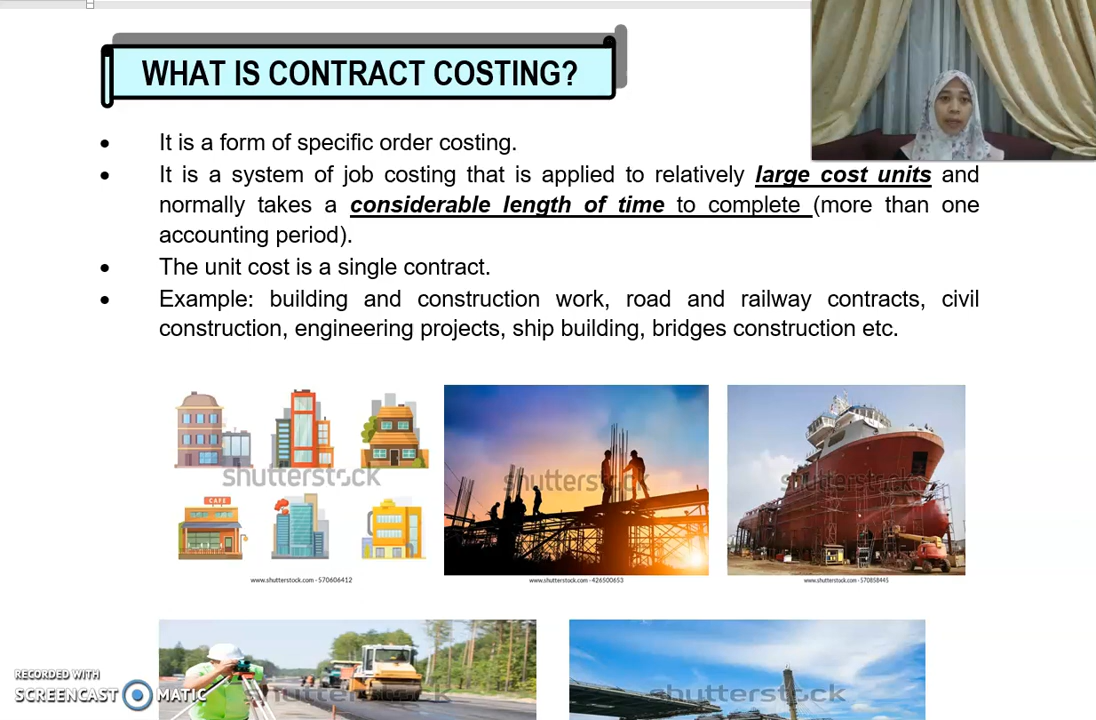 WHAT IS CONTRACT COSTING?
• It is a form of specific order costing.
• It is a system of job costing that is applied to relatively large cost units and
normally takes a considerable length of time to complete (more than one
accounting period).
• The unit cost is a single contract.
• Example: building and construction work, road and railway contracts, civil
construction, engineering projects, ship building, bridges construction etc.
CAFE
shutterstock
shutterstock
shutterstock
www.shutterstock.com · 570606412
www.shutterstock.com · 426500653
www.shutterstock.com · 570858445
RECORDED WITH
SCREENCAST MATIC
shutterstock
shutterstock